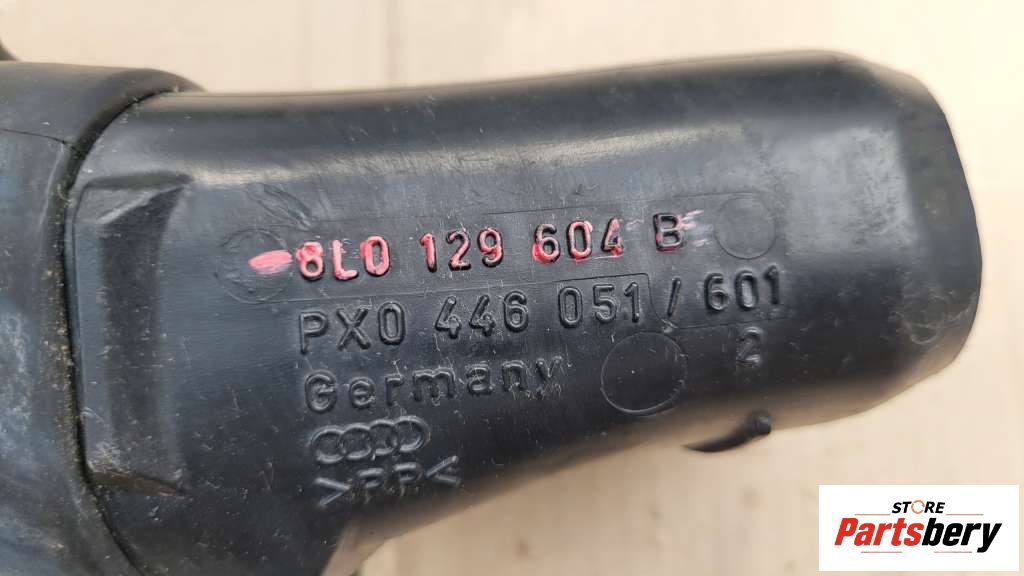 8L0 129 604 B
PX0 446 051 / 601
Germany 2
>PP<
STORE
Partsbery